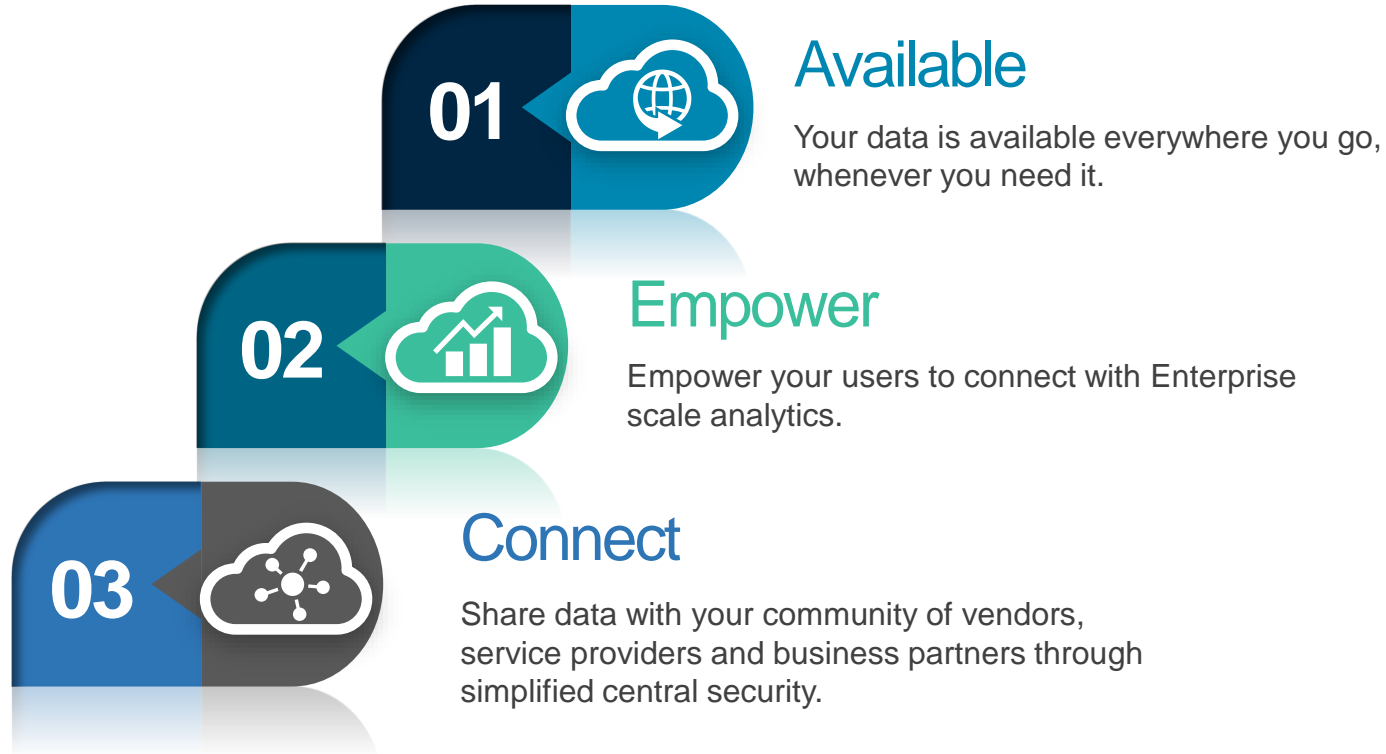 01
Available
Your data is available everywhere you go,
whenever you need it.
02
Empower
Empower your users to connect with Enterprise
scale analytics.
03
Connect
Share data with your community of vendors,
service providers and business partners through
simplified central security.